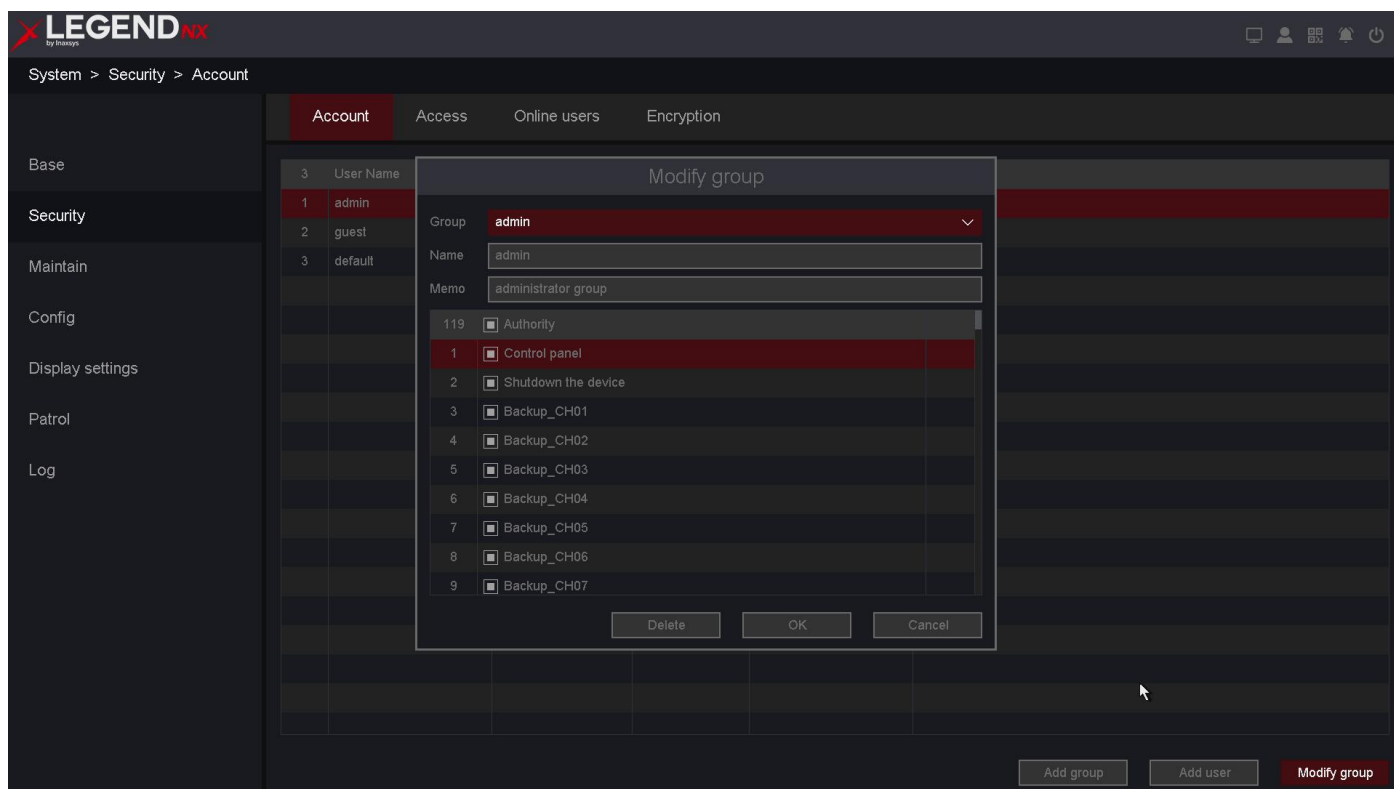 LEGEND NX
by Inaxsys
System > Security > Account
Account Access Online users Encryption
Base
Security
Maintain
Config
Display settings
Patrol
Log
3 User Name
1 admin
2 guest
3 default
Modify group
Group admin
Name admin
Memo administrator group
119 Authority
1 Control panel
2 Shutdown the device
3 Backup_CH01
4 Backup_CH02
5 Backup_CH03
6 Backup_CH04
7 Backup_CH05
8 Backup_CH06
9 Backup_CH07
Delete OK Cancel
Add group Add user Modify group